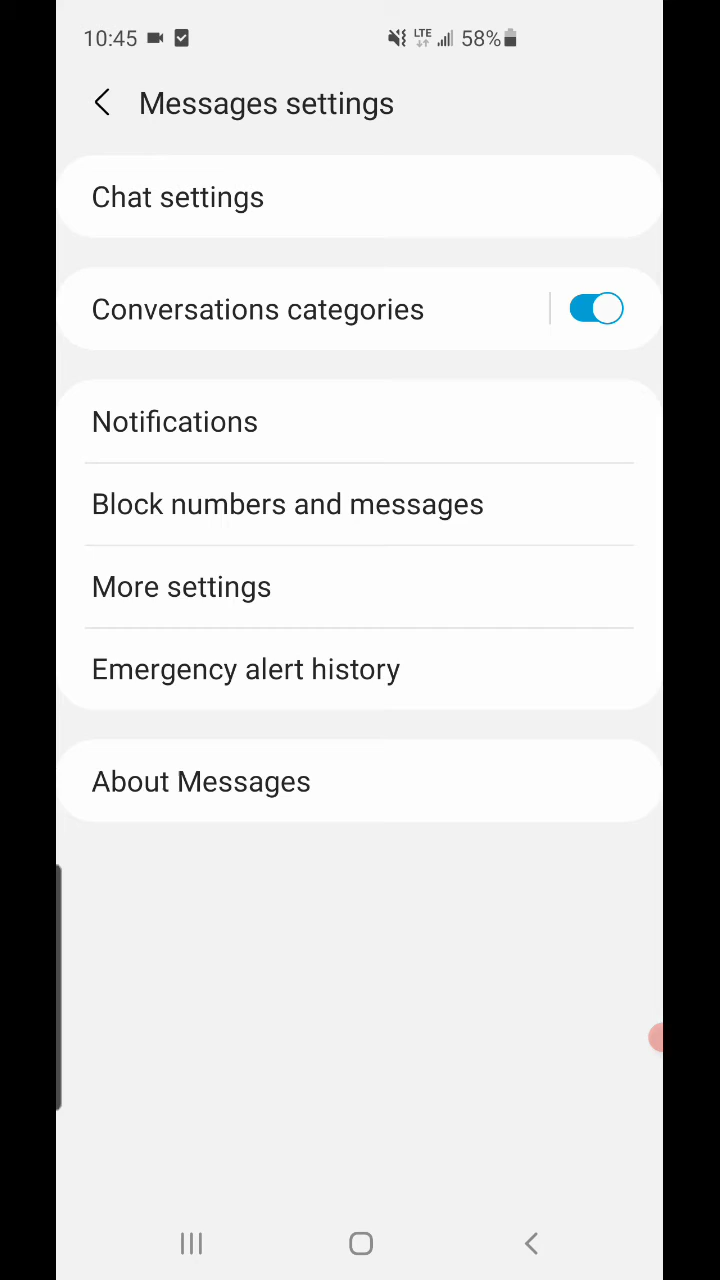 10:45 LTE 58%
Messages settings
Chat settings
Conversations categories
Notifications
Block numbers and messages
More settings
Emergency alert history
About Messages